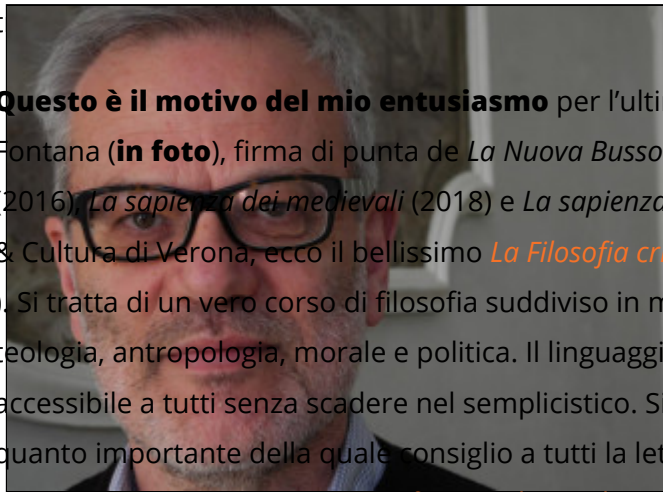 t
Questo è il motivo del mio entusiasmo per l'ulti
Fontana (in foto), firma di punta de La Nuova Busso
(2016), La sapienza dei medievali (2018) e La sapienza
& Cultura di Verona, ecco il bellissimo La Filosofia cr
). Si tratta di un vero corso di filosofia suddiviso in m
teologia, antropologia, morale e politica. Il linguaggi
accessibile a tutti senza scadere nel semplicistico. Si
quanto importante della quale consiglio a tutti la let